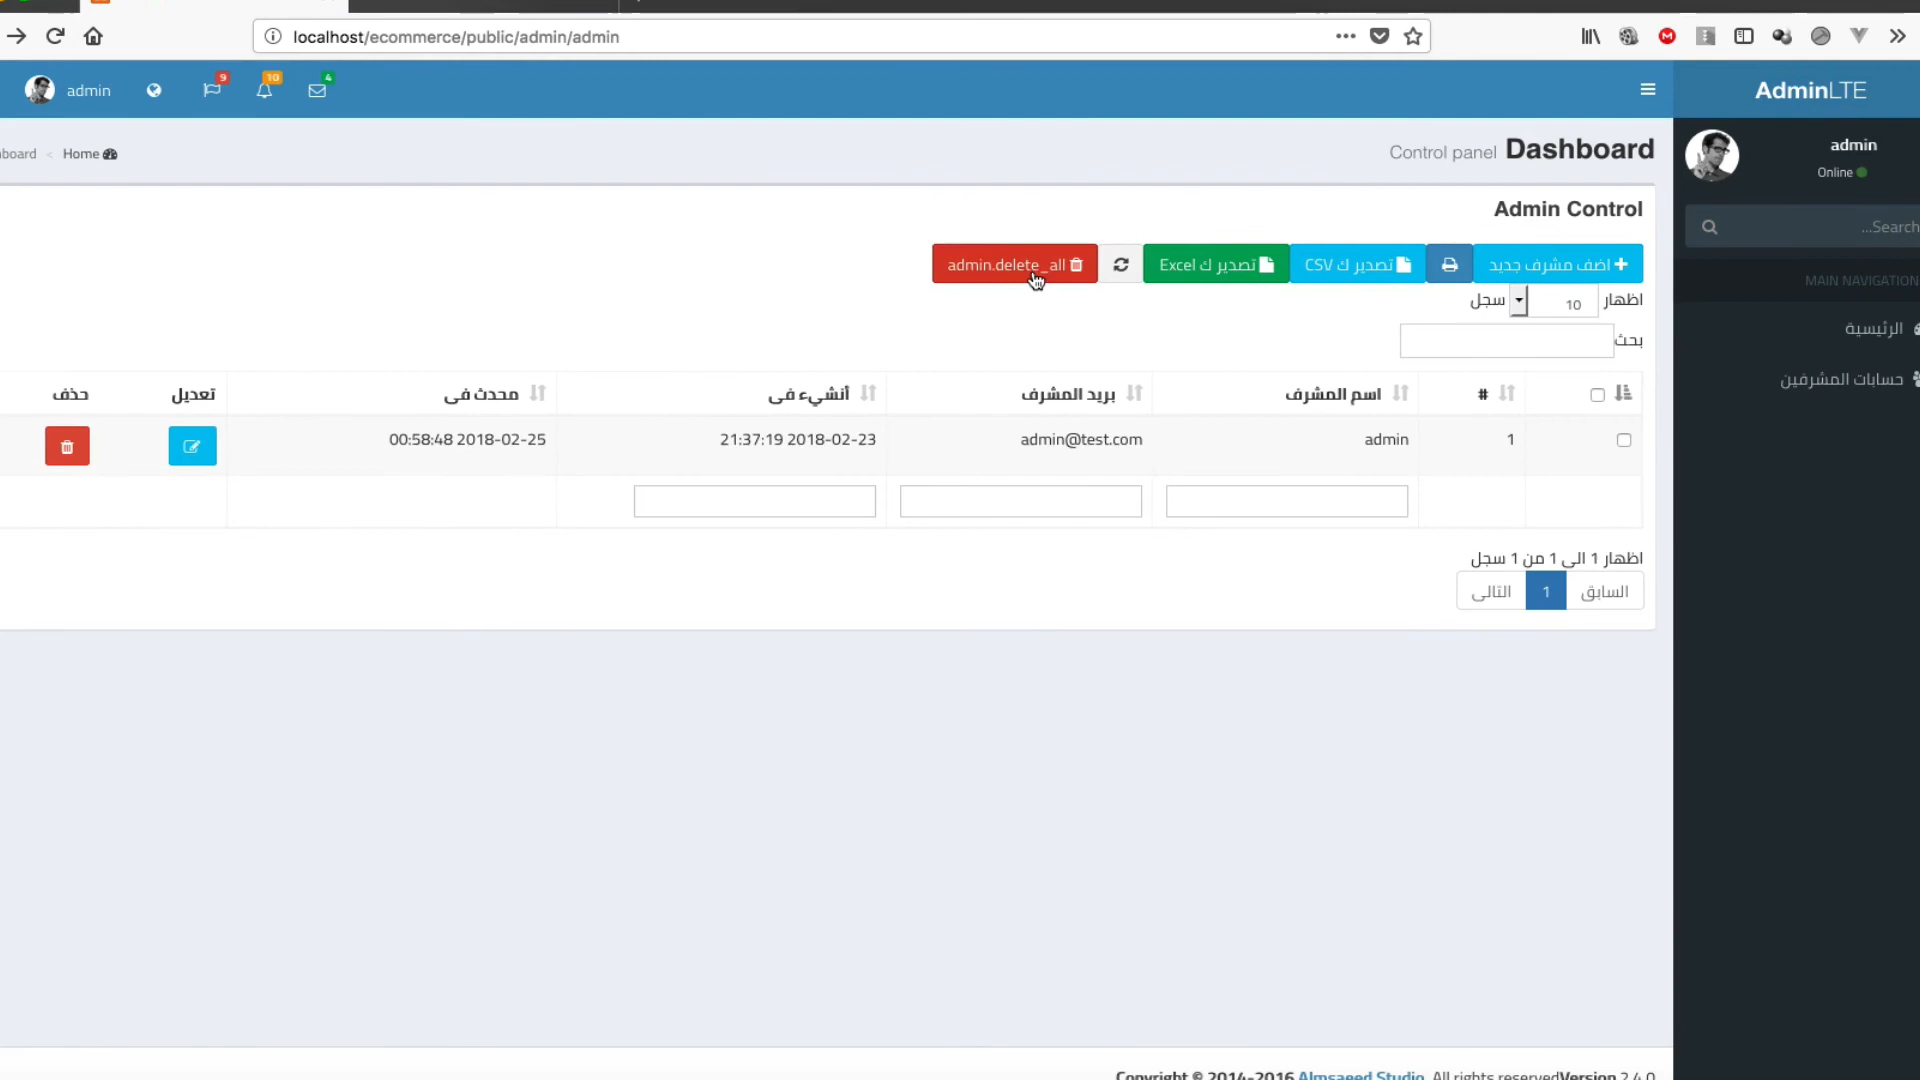 localhost/ecommerce/public/admin/admin
admin
9
10
4
AdminLTE
board < Home
Dashboard Control panel
admin
Online
Admin Control
Search...
اضف مشرف جديد
تصدير ك CSV
تصدير ك Excel
admin.delete_all
MAIN NAVIGATION
اظهار 10 سجل
بحث
الرئيسية
حسابات المشرفين
# اسم المشرف بريد المشرف أنشيء فى محدث فى تعديل حذف
1 admin admin@test.com 2018-02-23 21:37:19 2018-02-25 00:58:48
اظهار 1 الى 1 من 1 سجل
السابق 1 التالى
Copyright © 2014-2016 Almsaeed Studio. All rights reserved Version 2.4.0